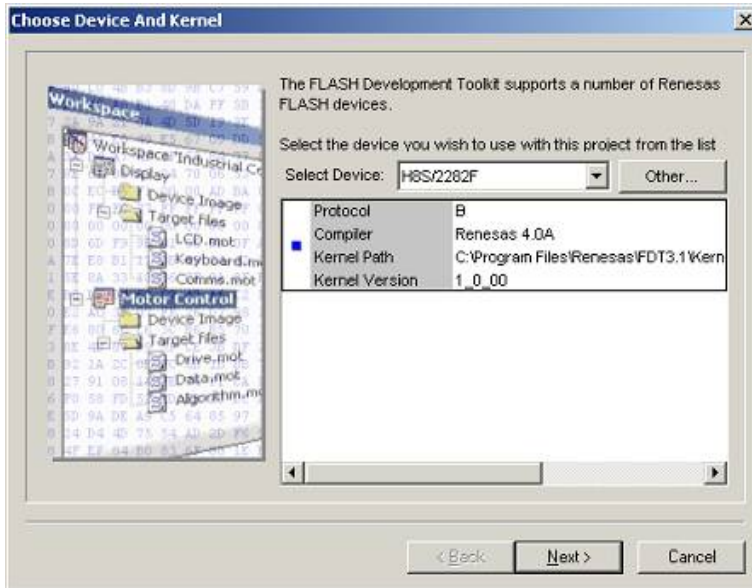 Choose Device And Kernel
Workspace
Workspace "Industrial
Display
Device Image
Target Files
LCD.mot
Keyboard.m
Comms.mot
Motor Control
Device Image
Target Files
Drive.mot
Data.mot
Algorithm.m
The FLASH Development Toolkit supports a number of Renesas
FLASH devices.
Select the device you wish to use with this project from the list
Select Device: H8S/2282F Other...
Protocol B
Compiler Renesas 4.0A
Kernel Path C:\Program Files\Renesas\FDT3.1\Kern
Kernel Version 1_0_00
< Back Next > Cancel